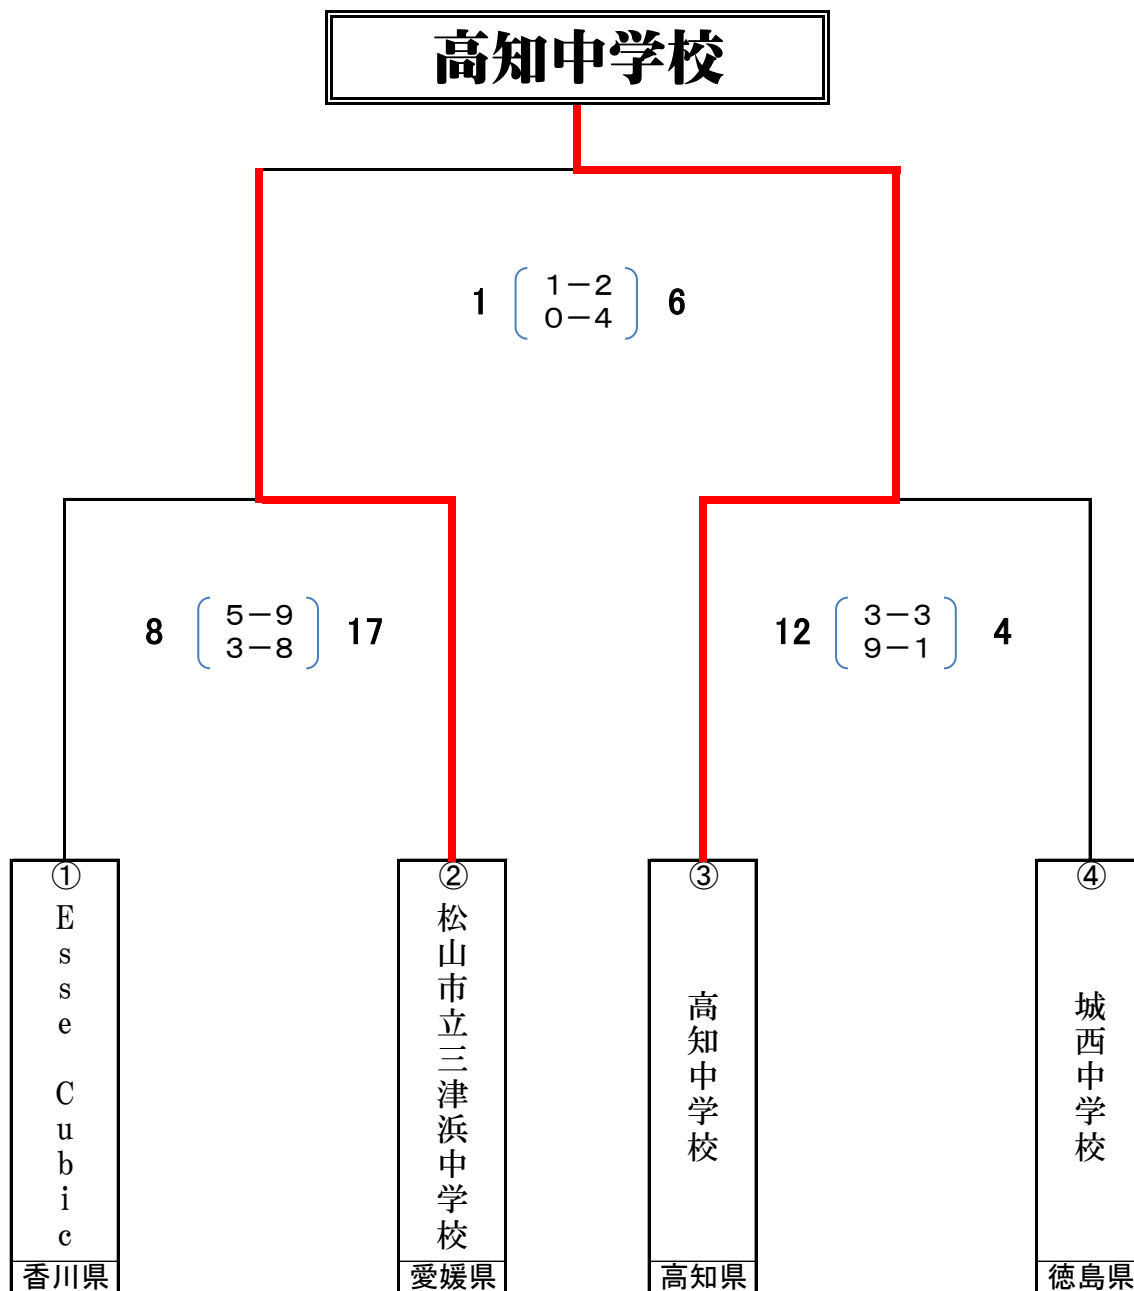 高知中学校
1 1－2 6
0－4
8 5－9 17
3－8
12 3－3 4
9－1
①
Esse Cubic
香川県
②
松山市立三津浜中学校
愛媛県
③
高知中学校
高知県
④
城西中学校
徳島県